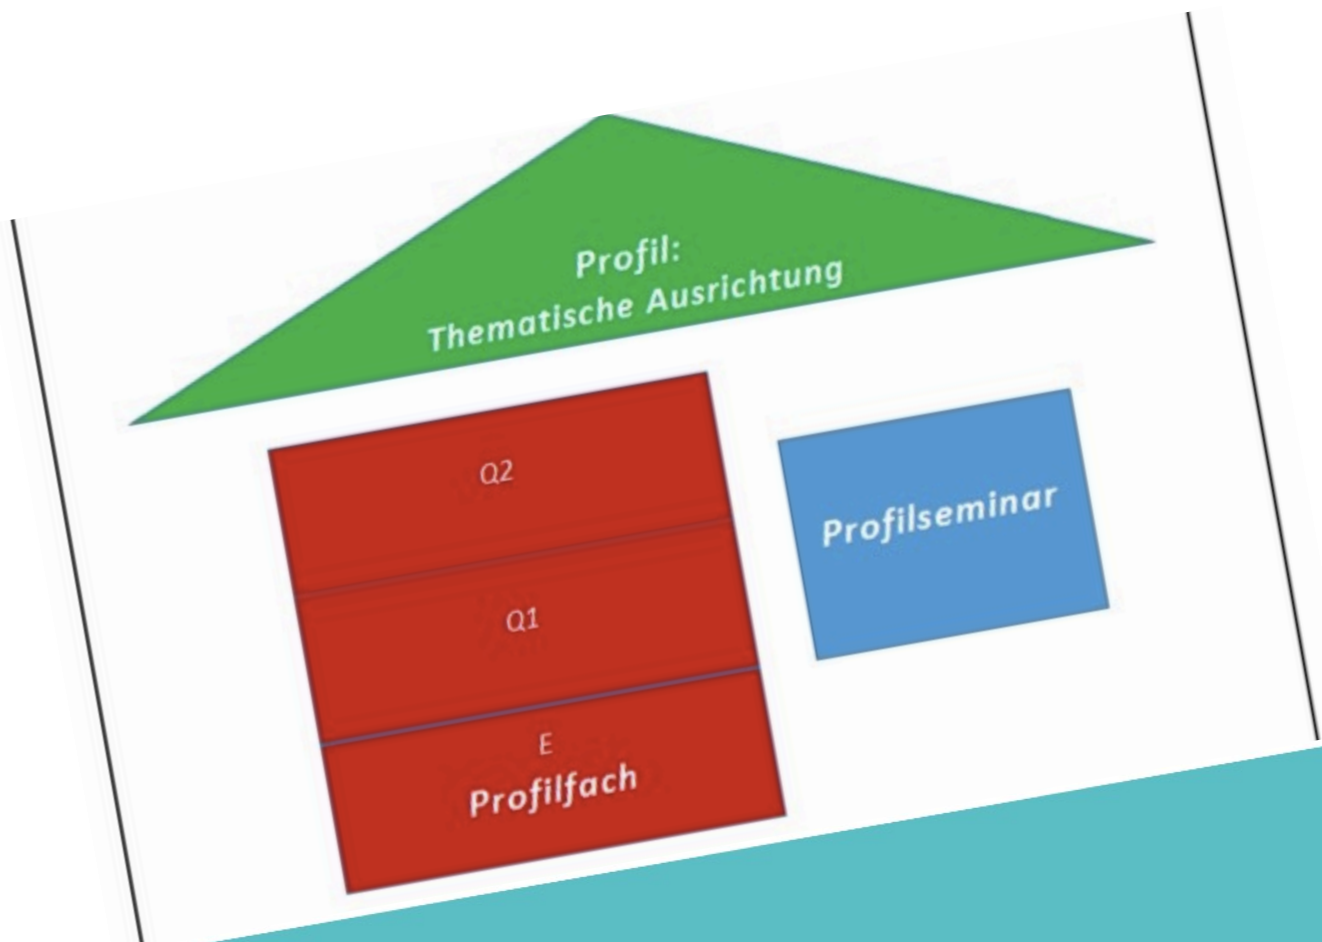 Profil:
Thematische Ausrichtung
Q2
Q1
E
Profilfach
Profilseminar